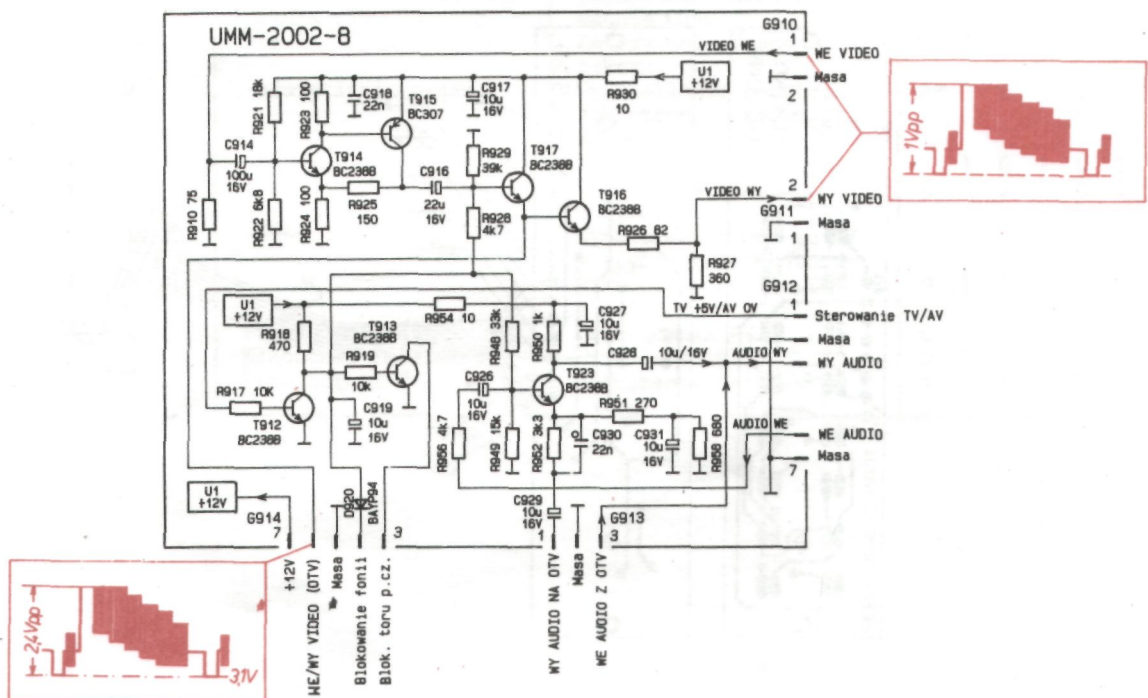 UMM-2002-8
G910
1
VIDEO WE
WE VIDEO
Masa
2
U1
+12V
R930
10
R921 18k
R923 100
C918
22n
T915
BC307
C917
10u
16V
C914
100u
16V
T914
BC238B
R929
39k
T917
BC238B
C916
22u
16V
R925
150
R928
4k7
T916
BC238B
R910 75
R922 6k8
R924 100
VIDEO WY
2
WY VIDEO
G911
Masa
1
R926 82
R927
360
G912
1
TV +5V/AV 0V
Sterowanie TV/AV
Masa
U1
+12V
R954 10
R918
470
T913
BC238B
R948 33k
R950 1k
C927
10u
16V
C928
10u/16V
AUDIO WY
WY AUDIO
R919
10k
C926
10u
16V
T923
BC238B
R917 10K
T912
BC238B
C919
10u
16V
R956 4k7
R949 15k
R952 3k3
R951 270
C930
22n
C931
10u
16V
R958 680
AUDIO WE
WE AUDIO
Masa
7
U1
+12V
G914
7
D920
BAYP94
3
C929
10u
16V
1
G913
3
+12V
WE/WY VIDEO (OTV)
Masa
Blokowanie fonii
Blok. toru p.cz.
WY AUDIO NA OTV
Masa
WE AUDIO Z OTV
1Vpp
2,4Vpp
3,1V